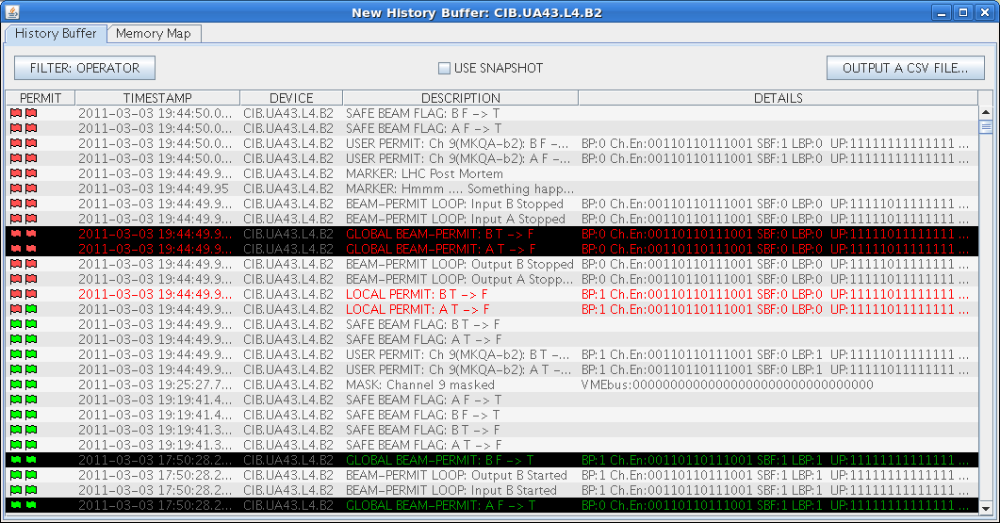 New History Buffer: CIB.UA43.L4.B2
History Buffer Memory Map
FILTER: OPERATOR USE SNAPSHOT OUTPUT A CSV FILE...
PERMIT TIMESTAMP DEVICE DESCRIPTION DETAILS
2011-03-03 19:44:50.0... CIB.UA43.L4.B2 SAFE BEAM FLAG: B F -> T
2011-03-03 19:44:50.0... CIB.UA43.L4.B2 SAFE BEAM FLAG: A F -> T
2011-03-03 19:44:50.0... CIB.UA43.L4.B2 USER PERMIT: Ch 9(MKQA-b2): B F -... BP:0 Ch.En:00110110111001 SBF:1 LBP:0 UP:11111011111111 ...
2011-03-03 19:44:50.0... CIB.UA43.L4.B2 USER PERMIT: Ch 9(MKQA-b2): A F -... BP:0 Ch.En:00110110111001 SBF:1 LBP:0 UP:11111011111111 ...
2011-03-03 19:44:49.9... CIB.UA43.L4.B2 MARKER: LHC Post Mortem
2011-03-03 19:44:49.95 CIB.UA43.L4.B2 MARKER: Hmmm .... Something happ...
2011-03-03 19:44:49.9... CIB.UA43.L4.B2 BEAM-PERMIT LOOP: Input B Stopped BP:0 Ch.En:00110110111001 SBF:0 LBP:0 UP:11111011111111 ...
2011-03-03 19:44:49.9... CIB.UA43.L4.B2 BEAM-PERMIT LOOP: Input A Stopped BP:0 Ch.En:00110110111001 SBF:0 LBP:0 UP:11111011111111 ...
2011-03-03 19:44:49.9... CIB.UA43.L4.B2 GLOBAL BEAM-PERMIT: B T -> F BP:0 Ch.En:00110110111001 SBF:0 LBP:0 UP:11111011111111 ...
2011-03-03 19:44:49.9... CIB.UA43.L4.B2 GLOBAL BEAM-PERMIT: A T -> F BP:0 Ch.En:00110110111001 SBF:0 LBP:0 UP:11111011111111 ...
2011-03-03 19:44:49.9... CIB.UA43.L4.B2 BEAM-PERMIT LOOP: Output B Stopped BP:0 Ch.En:00110110111001 SBF:0 LBP:0 UP:11111011111111 ...
2011-03-03 19:44:49.9... CIB.UA43.L4.B2 BEAM-PERMIT LOOP: Output A Stopp... BP:0 Ch.En:00110110111001 SBF:0 LBP:0 UP:11111011111111 ...
2011-03-03 19:44:49.9... CIB.UA43.L4.B2 LOCAL PERMIT: B T -> F BP:1 Ch.En:00110110111001 SBF:0 LBP:0 UP:11111011111111 ...
2011-03-03 19:44:49.9... CIB.UA43.L4.B2 LOCAL PERMIT: A T -> F BP:1 Ch.En:00110110111001 SBF:0 LBP:0 UP:11111011111111 ...
2011-03-03 19:44:49.9... CIB.UA43.L4.B2 SAFE BEAM FLAG: B T -> F
2011-03-03 19:44:49.9... CIB.UA43.L4.B2 SAFE BEAM FLAG: A T -> F
2011-03-03 19:44:49.9... CIB.UA43.L4.B2 USER PERMIT: Ch 9(MKQA-b2): B T -... BP:1 Ch.En:00110110111001 SBF:0 LBP:1 UP:11111011111111 ...
2011-03-03 19:44:49.9... CIB.UA43.L4.B2 USER PERMIT: Ch 9(MKQA-b2): A T -... BP:1 Ch.En:00110110111001 SBF:0 LBP:1 UP:11111011111111 ...
2011-03-03 19:25:27.7... CIB.UA43.L4.B2 MASK: Channel 9 masked VMEbus:00000000000000000000000000000000
2011-03-03 19:19:41.4... CIB.UA43.L4.B2 SAFE BEAM FLAG: A F -> T
2011-03-03 19:19:41.4... CIB.UA43.L4.B2 SAFE BEAM FLAG: B F -> T
2011-03-03 19:19:41.3... CIB.UA43.L4.B2 SAFE BEAM FLAG: B T -> F
2011-03-03 19:19:41.3... CIB.UA43.L4.B2 SAFE BEAM FLAG: A T -> F
2011-03-03 17:50:28.2... CIB.UA43.L4.B2 GLOBAL BEAM-PERMIT: B F -> T BP:1 Ch.En:00110110111001 SBF:1 LBP:1 UP:11111111111111 ...
2011-03-03 17:50:28.2... CIB.UA43.L4.B2 BEAM-PERMIT LOOP: Output B Started BP:1 Ch.En:00110110111001 SBF:1 LBP:1 UP:11111111111111 ...
2011-03-03 17:50:28.2... CIB.UA43.L4.B2 BEAM-PERMIT LOOP: Input B Started BP:1 Ch.En:00110110111001 SBF:1 LBP:1 UP:11111111111111 ...
2011-03-03 17:50:28.2... CIB.UA43.L4.B2 GLOBAL BEAM-PERMIT: A F -> T BP:1 Ch.En:00110110111001 SBF:1 LBP:1 UP:11111111111111 ...